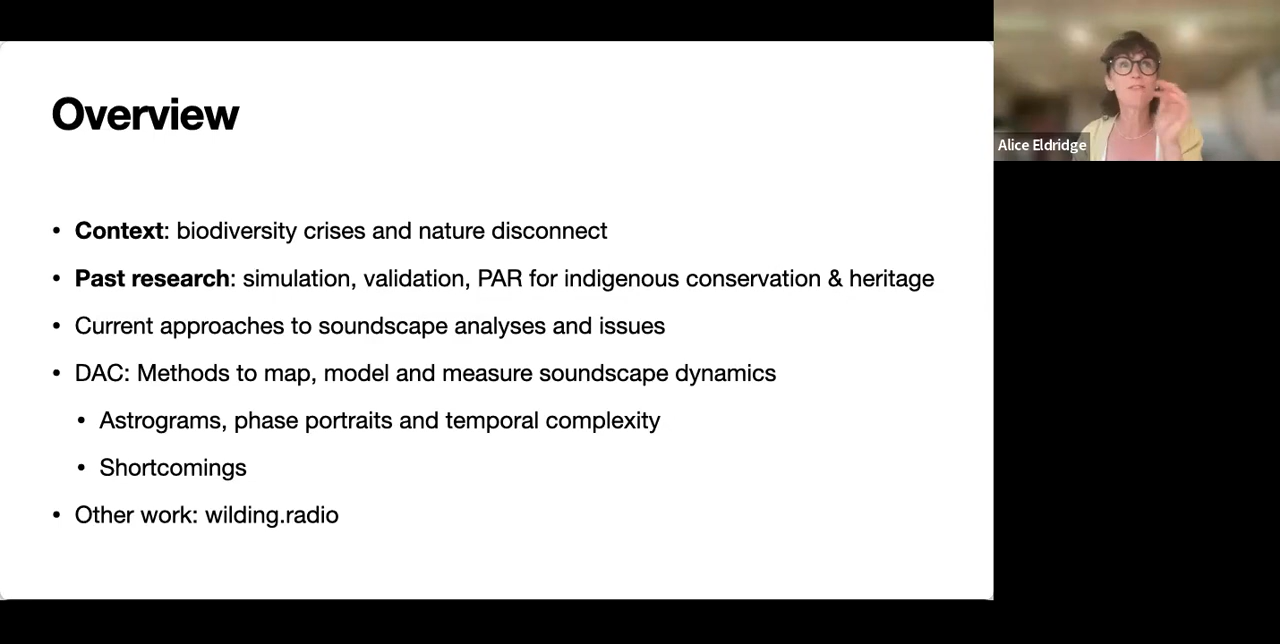 Overview
• Context: biodiversity crises and nature disconnect
• Past research: simulation, validation, PAR for indigenous conservation & heritage
• Current approaches to soundscape analyses and issues
• DAC: Methods to map, model and measure soundscape dynamics
• Astrograms, phase portraits and temporal complexity
• Shortcomings
• Other work: wilding.radio
Alice Eldridge